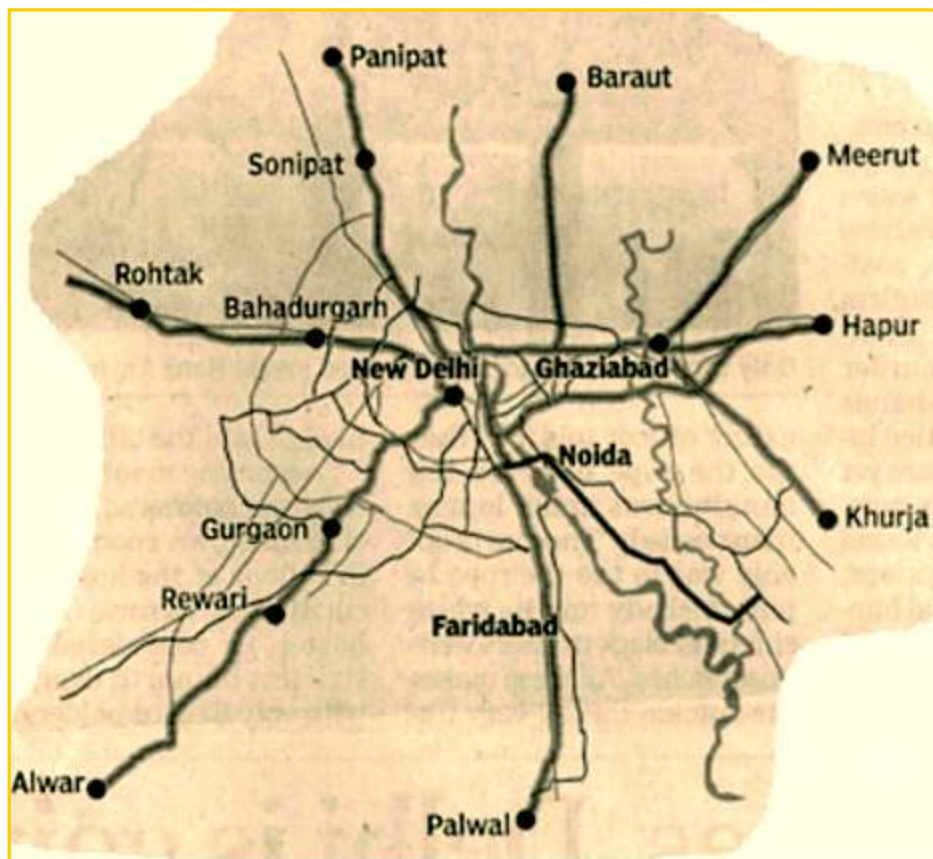 Panipat
Baraut
Sonipat
Meerut
Rohtak
Bahadurgarh
Hapur
New Delhi
Ghaziabad
Noida
Gurgaon
Khurja
Rewari
Faridabad
Alwar
Palwal